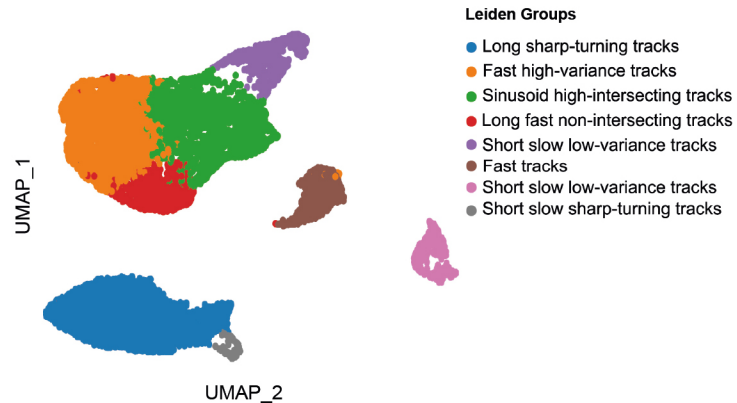 Leiden Groups
Long sharp-turning tracks
Fast high-variance tracks
Sinusoid high-intersecting tracks
Long fast non-intersecting tracks
Short slow low-variance tracks
Fast tracks
Short slow low-variance tracks
Short slow sharp-turning tracks
UMAP_1
UMAP_2